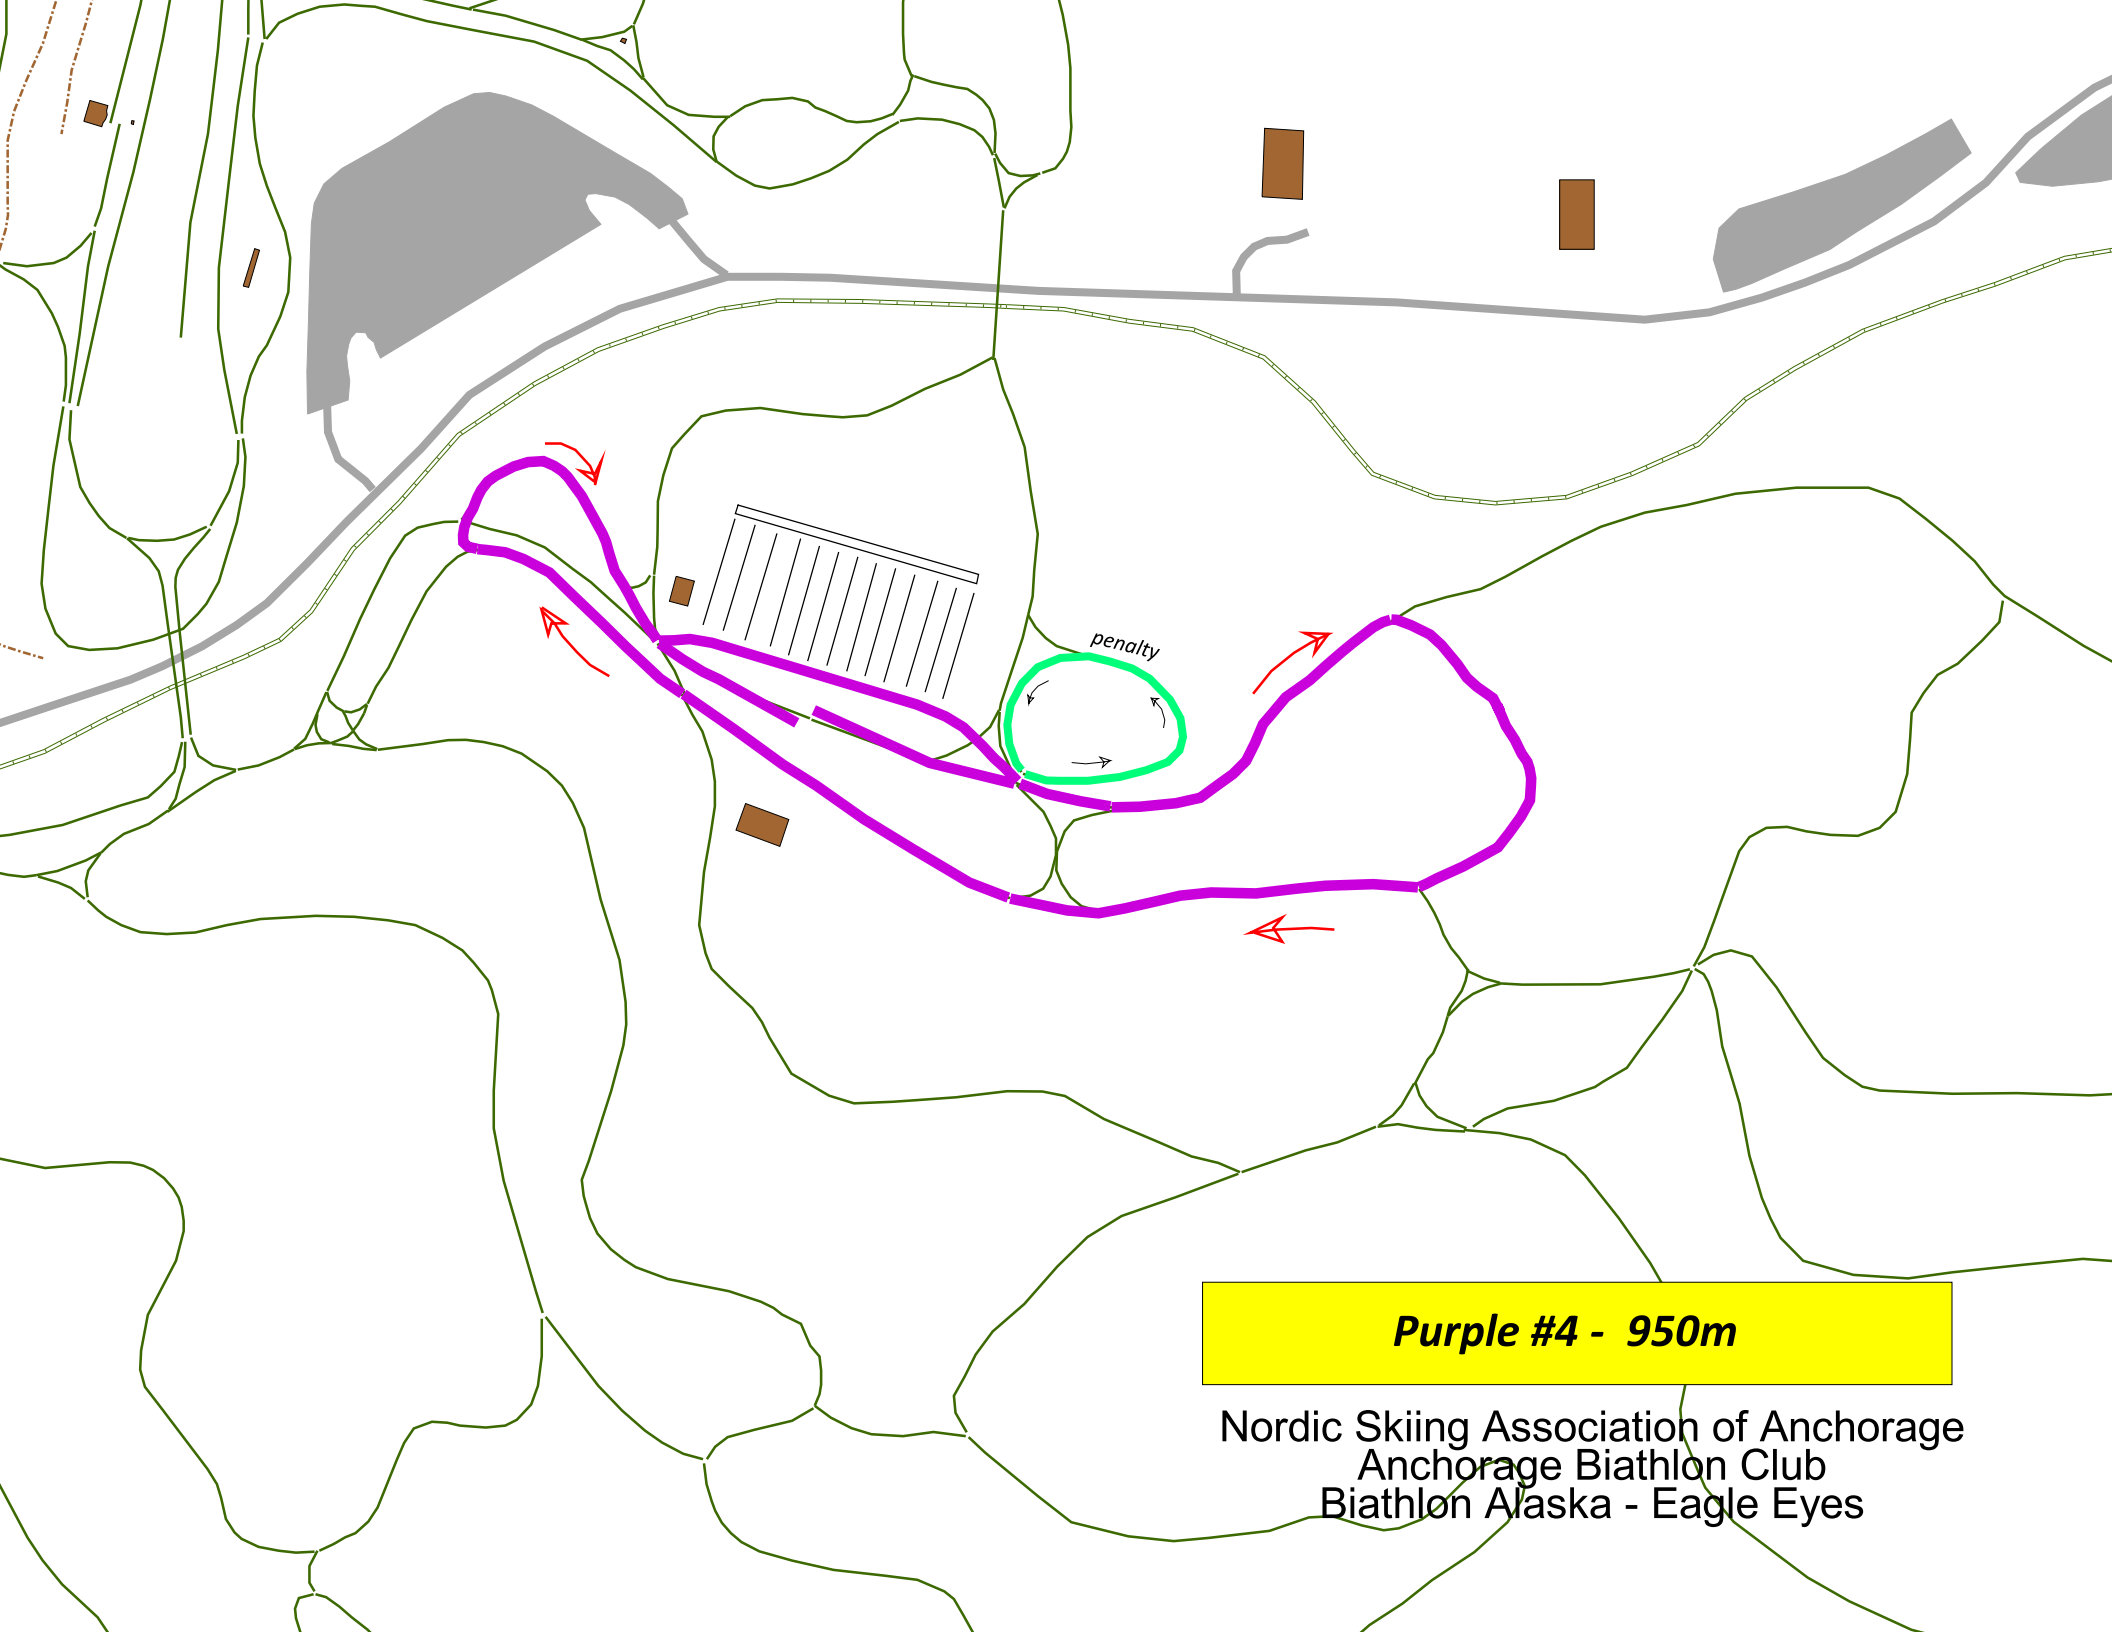 penalty
Purple #4 - 950m
Nordic Skiing Association of Anchorage
Anchorage Biathlon Club
Biathlon Alaska - Eagle Eyes